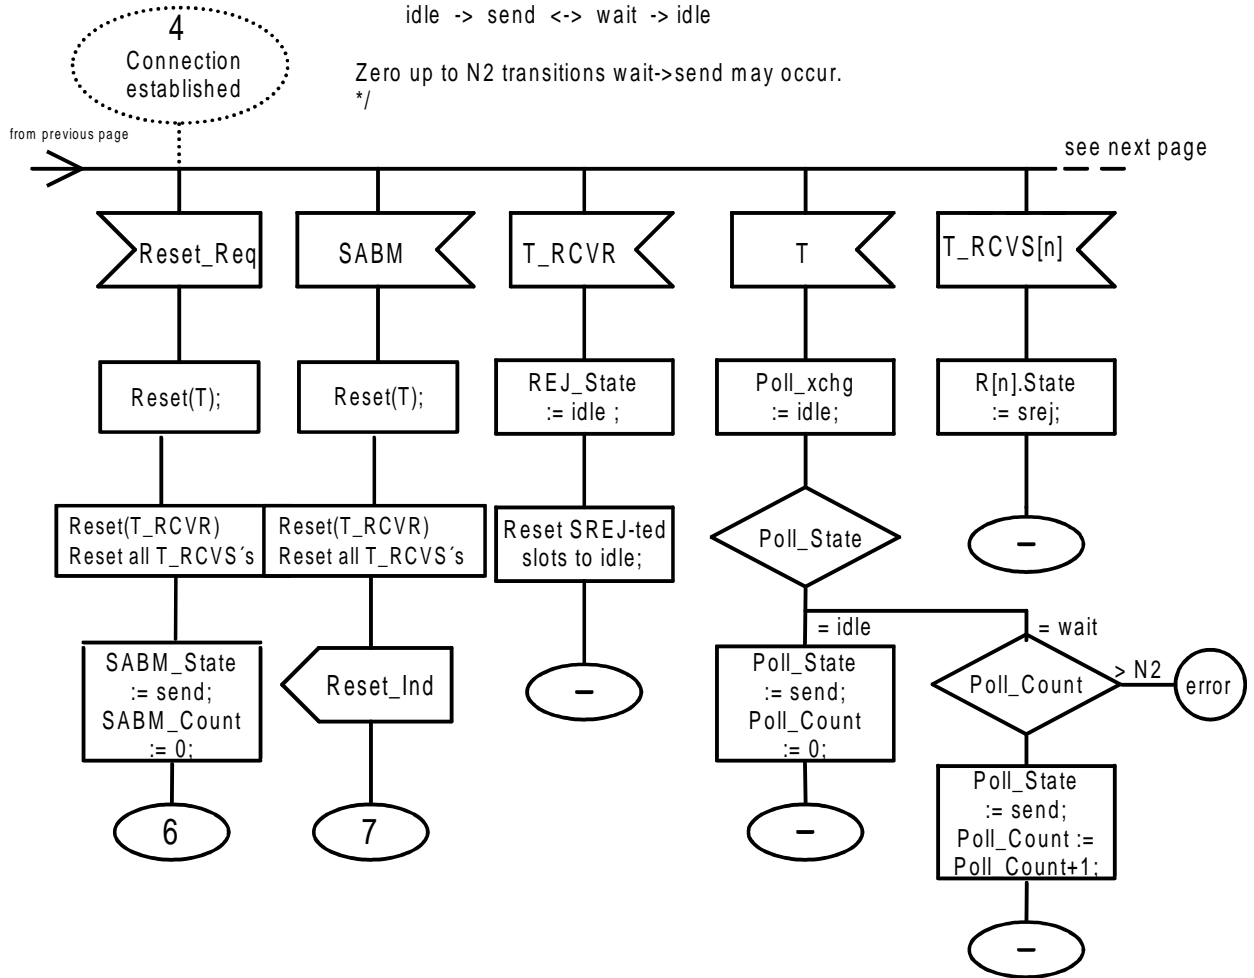 idle -> send <-> wait -> idle
4
Connection
established
Zero up to N2 transitions wait->send may occur.
*/
from previous page
see next page
Reset_Req
SABM
T_RCVR
T
T_RCVS[n]
Reset(T);
Reset(T);
REJ_State
:= idle ;
Poll_xchg
:= idle;
R[n].State
:= srej;
Reset(T_RCVR)
Reset all T_RCVS´s
Reset(T_RCVR)
Reset all T_RCVS´s
Reset SREJ-ted
slots to idle;
Poll_State
–
= idle
= wait
SABM_State
:= send;
SABM_Count
:= 0;
Reset_Ind
–
Poll_State
:= send;
Poll_Count
:= 0;
Poll_Count
> N2
error
6
7
–
Poll_State
:= send;
Poll_Count :=
Poll_Count+1;
–